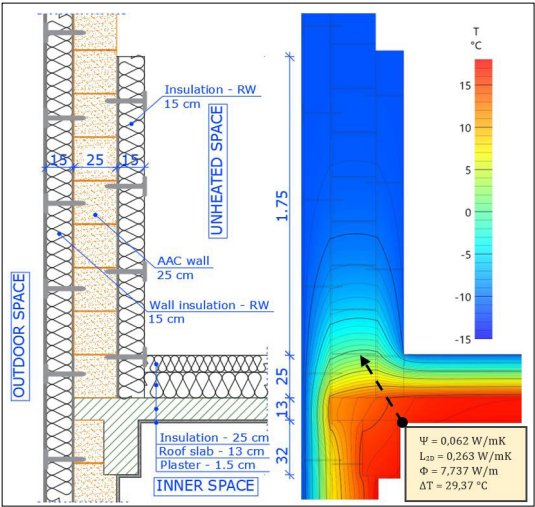 Insulation - RW
15 cm
UNHEATED SPACE
15
25
15
AAC wall
25 cm
Wall insulation - RW
15 cm
OUTDOOR SPACE
Insulation - 25 cm
Roof slab - 13 cm
Plaster - 1.5 cm
INNER SPACE
1.75
25
13
32
T
°C
15
15
10
5
0
-5
-10
-15
Ψ = 0,062 W/mK
L2D = 0,263 W/mK
Φ = 7,737 W/m
ΔT = 29,37 °C